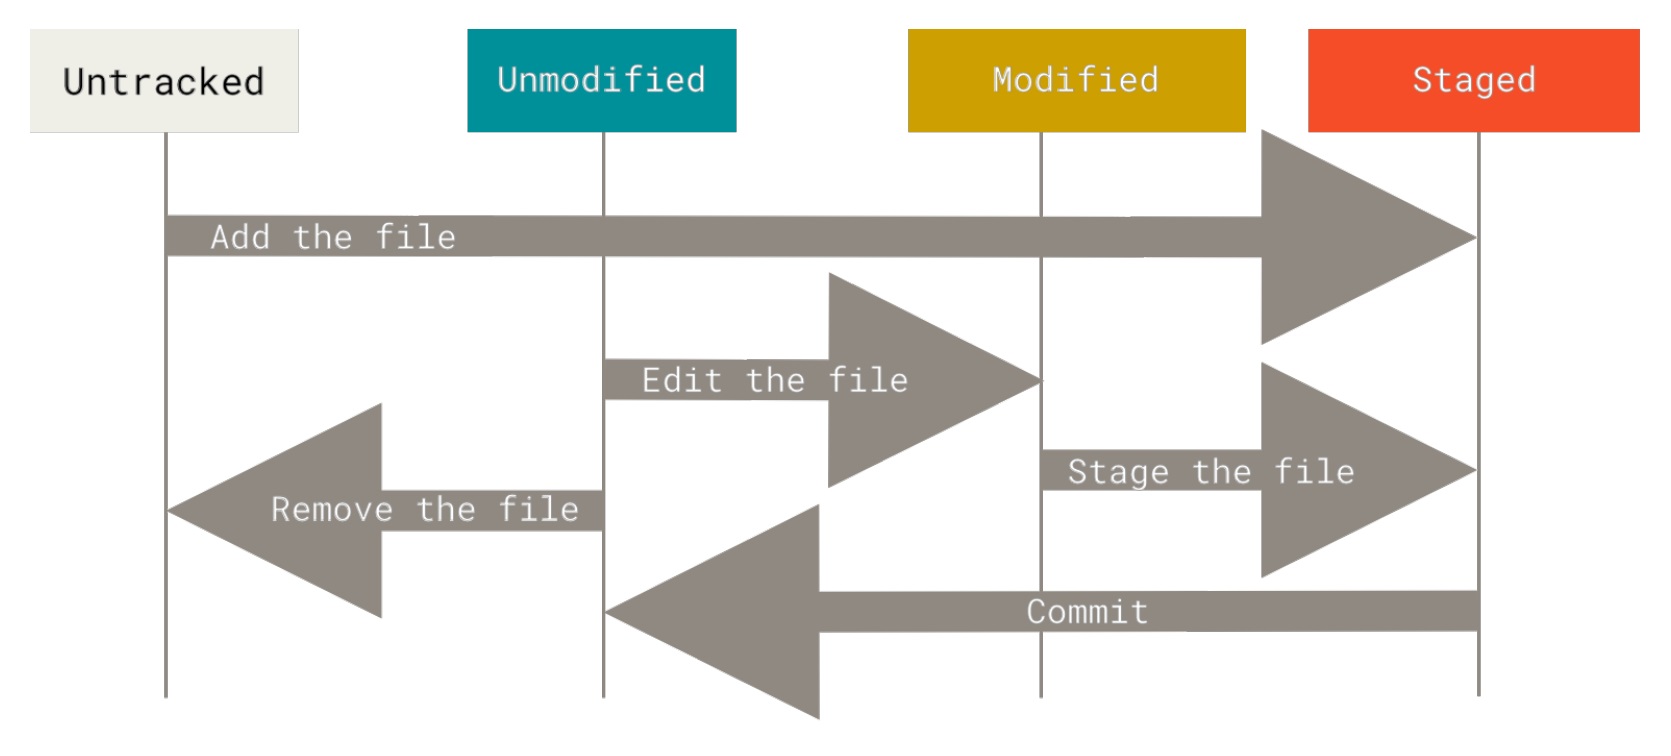 Untracked
Unmodified
Modified
Staged
Add the file
Edit the file
Stage the file
Remove the file
Commit